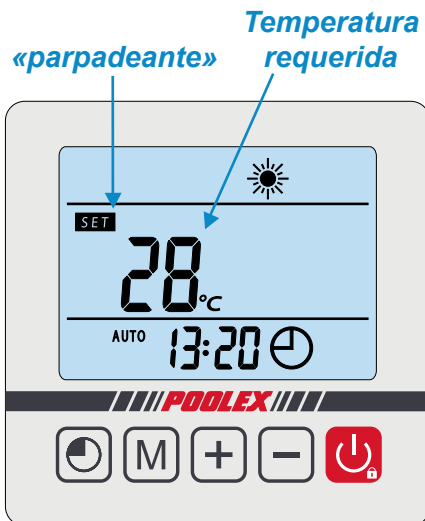 Temperatura
«parpadeante» requerida
SET
28 °C
AUTO 13:20
POOLEX
M + −